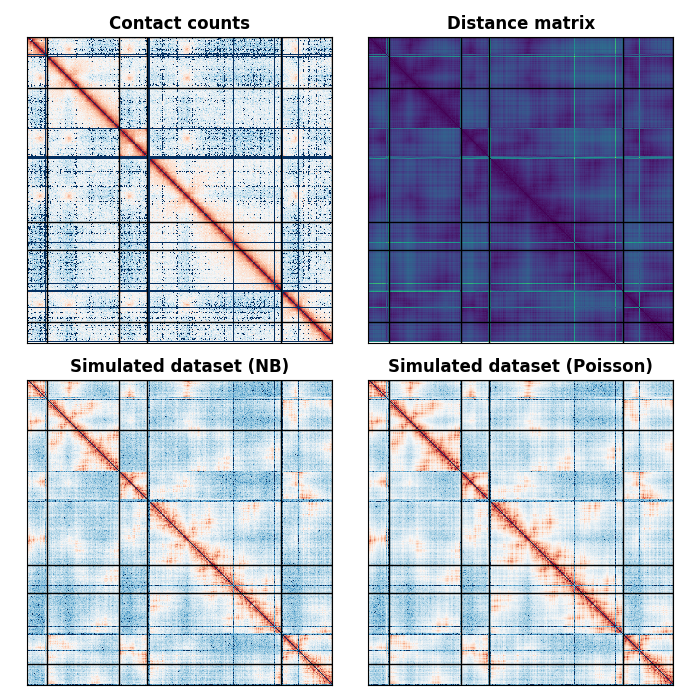 Contact counts
Distance matrix
Simulated dataset (NB)
Simulated dataset (Poisson)